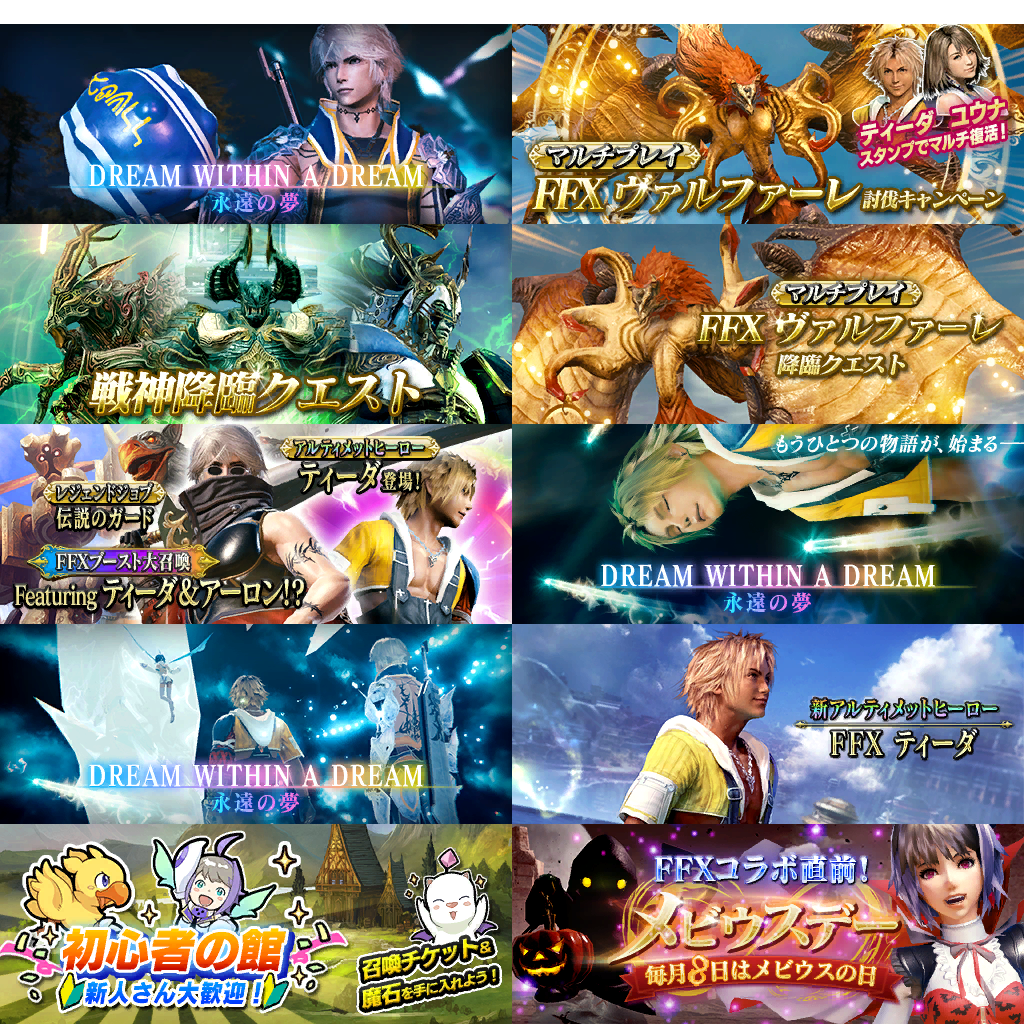 DREAM WITHIN A DREAM
永遠の夢
ティーダ ユウナ
スタンプでマルチ復活!
マルチプレイ
FFX ヴァルファーレ討伐キャンペーン
戦神降臨クエスト
マルチプレイ
FFX ヴァルファーレ
降臨クエスト
アルティメットヒーロー
ティーダ登場!
レジェンドジョブ
伝説のガード
FFXブースト大召喚
Featuring ティーダ&アーロン!?
もうひとつの物語が、始まる―
DREAM WITHIN A DREAM
永遠の夢
DREAM WITHIN A DREAM
永遠の夢
新アルティメットヒーロー
FFX ティーダ
初心者の館
新人さん大歓迎!
召喚チケット&
魔石を手に入れよう!
FFXコラボ直前!
メビウスデー
毎月8日はメビウスの日